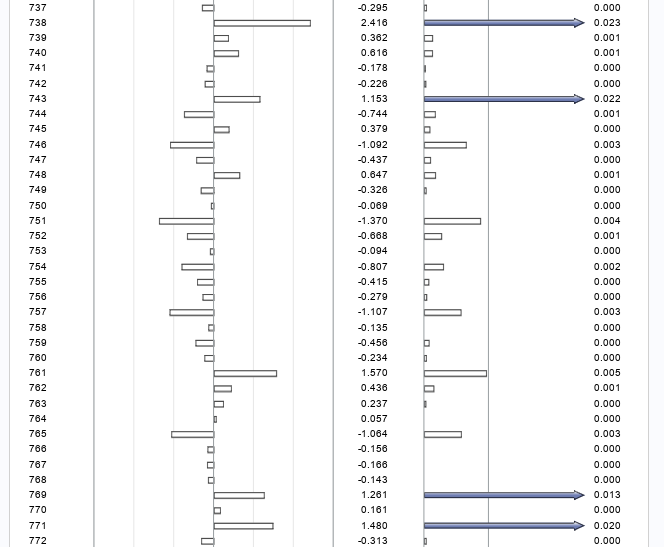 737 -0.295 0.000
738 2.416 0.023
739 0.362 0.001
740 0.616 0.001
741 -0.178 0.000
742 -0.226 0.000
743 1.153 0.022
744 -0.744 0.001
745 0.379 0.000
746 -1.092 0.003
747 -0.437 0.000
748 0.647 0.001
749 -0.326 0.000
750 -0.069 0.000
751 -1.370 0.004
752 -0.668 0.001
753 -0.094 0.000
754 -0.807 0.002
755 -0.415 0.000
756 -0.279 0.000
757 -1.107 0.003
758 -0.135 0.000
759 -0.456 0.000
760 -0.234 0.000
761 1.570 0.005
762 0.436 0.001
763 0.237 0.000
764 0.057 0.000
765 -1.064 0.003
766 -0.156 0.000
767 -0.166 0.000
768 -0.143 0.000
769 1.261 0.013
770 0.161 0.000
771 1.480 0.020
772 -0.313 0.000